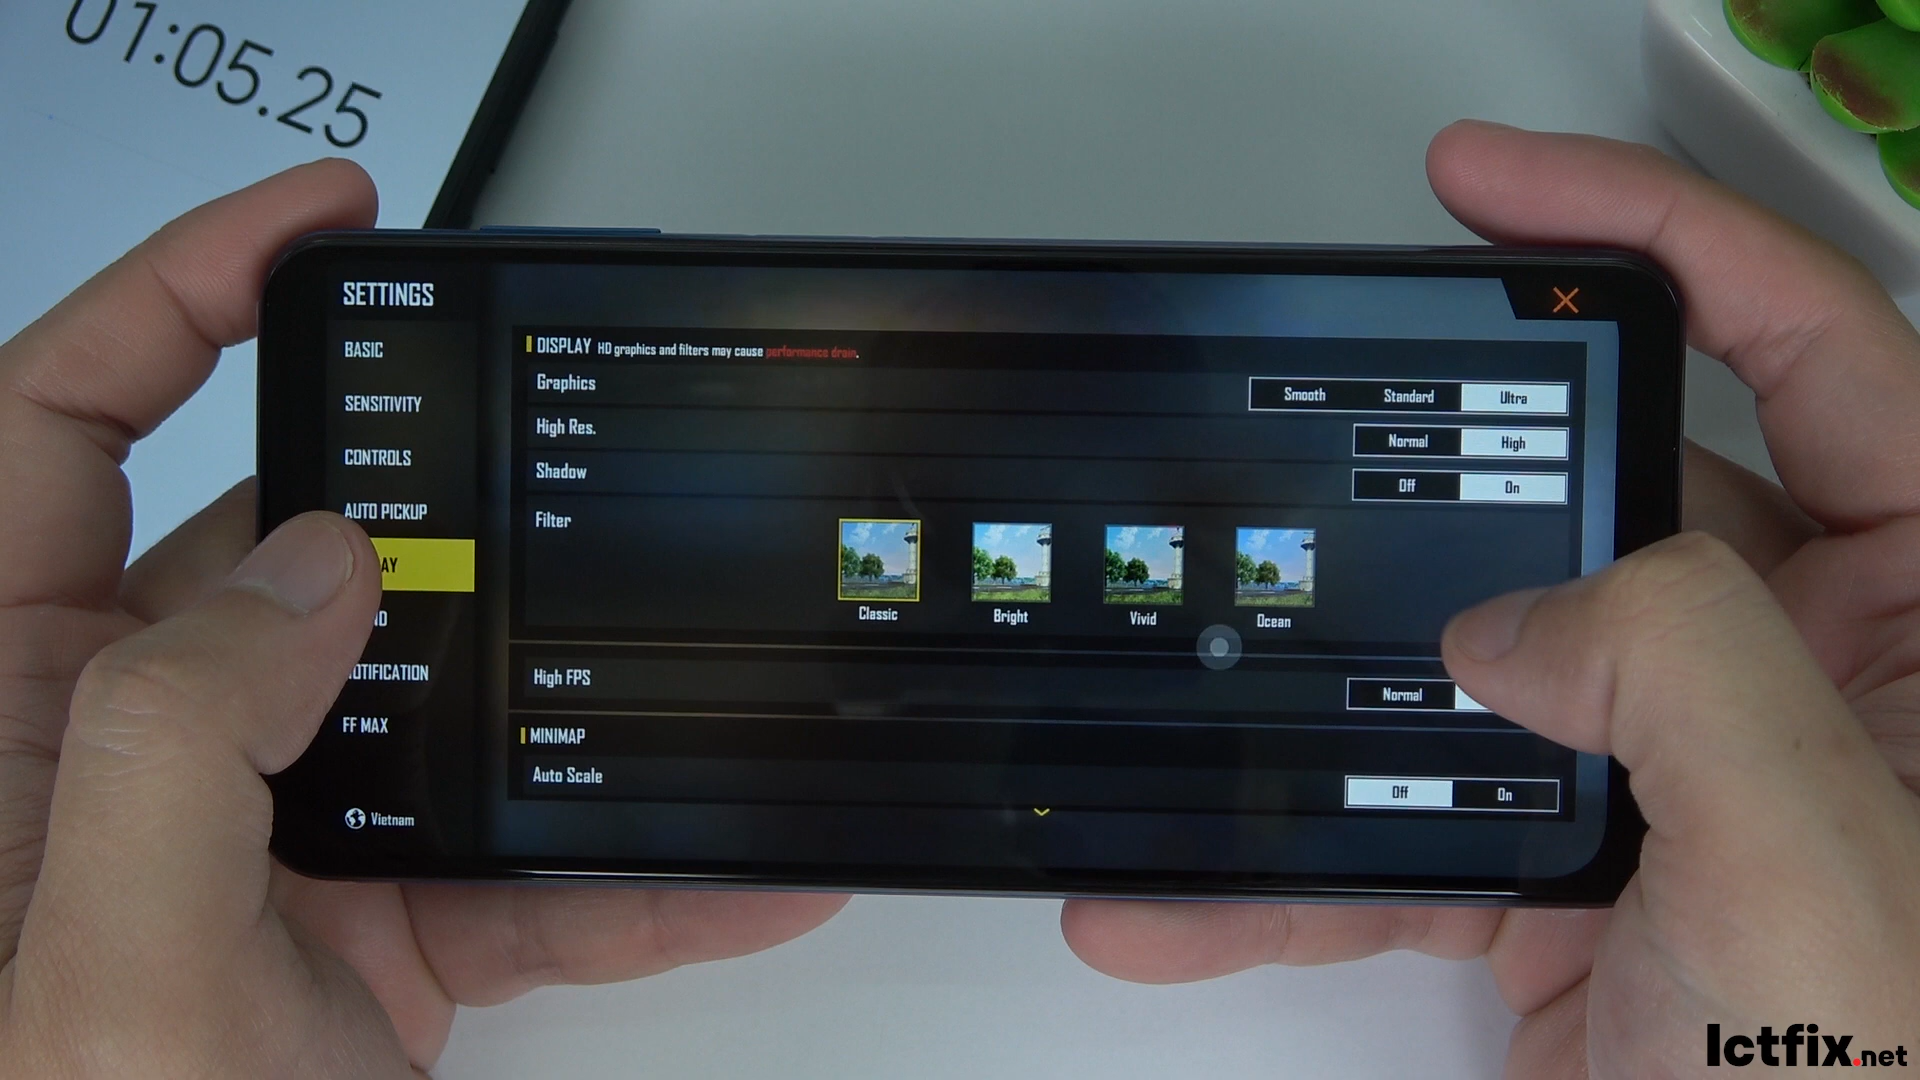 01:05.25
SETTINGS
BASIC
SENSITIVITY
CONTROLS
AUTO PICKUP
AY
D
NOTIFICATION
FF MAX
Vietnam
DISPLAY HD graphics and filters may cause performance drain.
Graphics Smooth Standard Ultra
High Res. Normal High
Shadow Off On
Filter
Classic Bright Vivid Ocean
High FPS Normal
MINIMAP
Auto Scale Off On
Ictfix.net